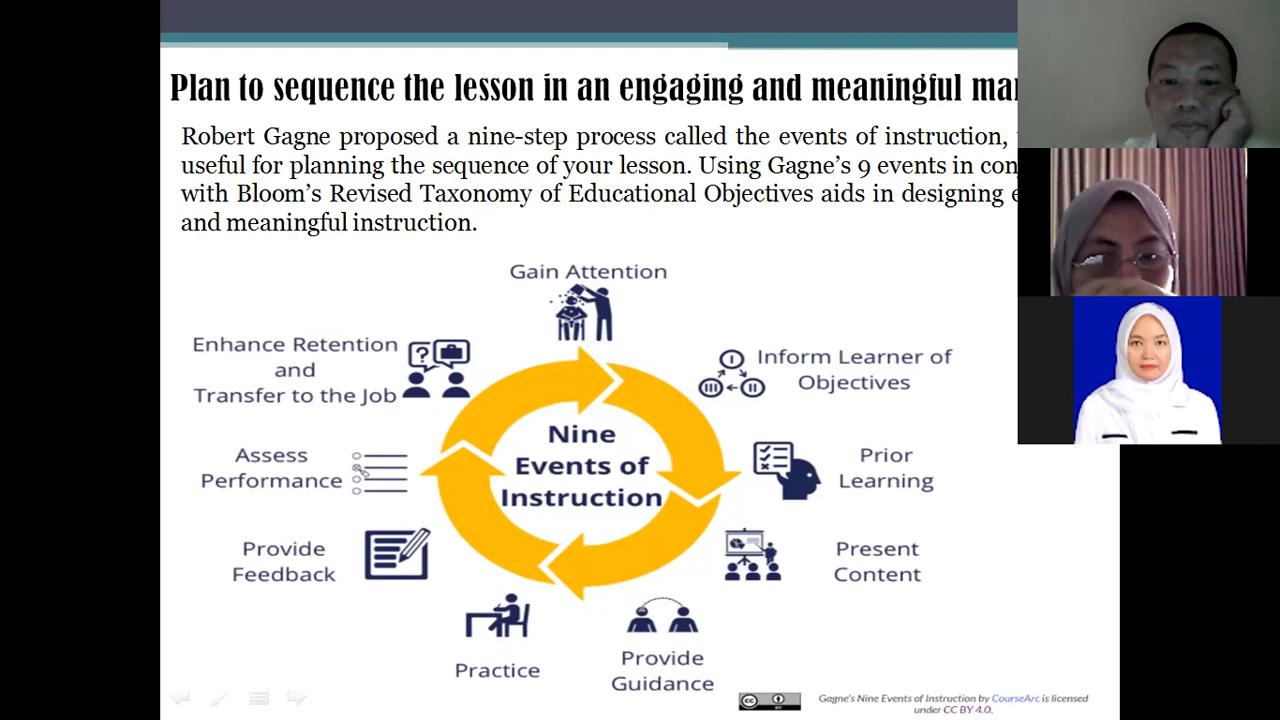 Plan to sequence the lesson in an engaging and meaningful
Robert Gagne proposed a nine-step process called the events of instruction,
useful for planning the sequence of your lesson. Using Gagne’s 9 events in
with Bloom’s Revised Taxonomy of Educational Objectives aids in designing
and meaningful instruction.
Gain Attention
Inform Learner of
Objectives
Prior
Learning
Present
Content
Provide
Guidance
Practice
Provide
Feedback
Assess
Performance
Enhance Retention
and
Transfer to the Job
Nine
Events of
Instruction
Gagne's Nine Events of Instruction by CourseArc is licensed
under CC BY 4.0.